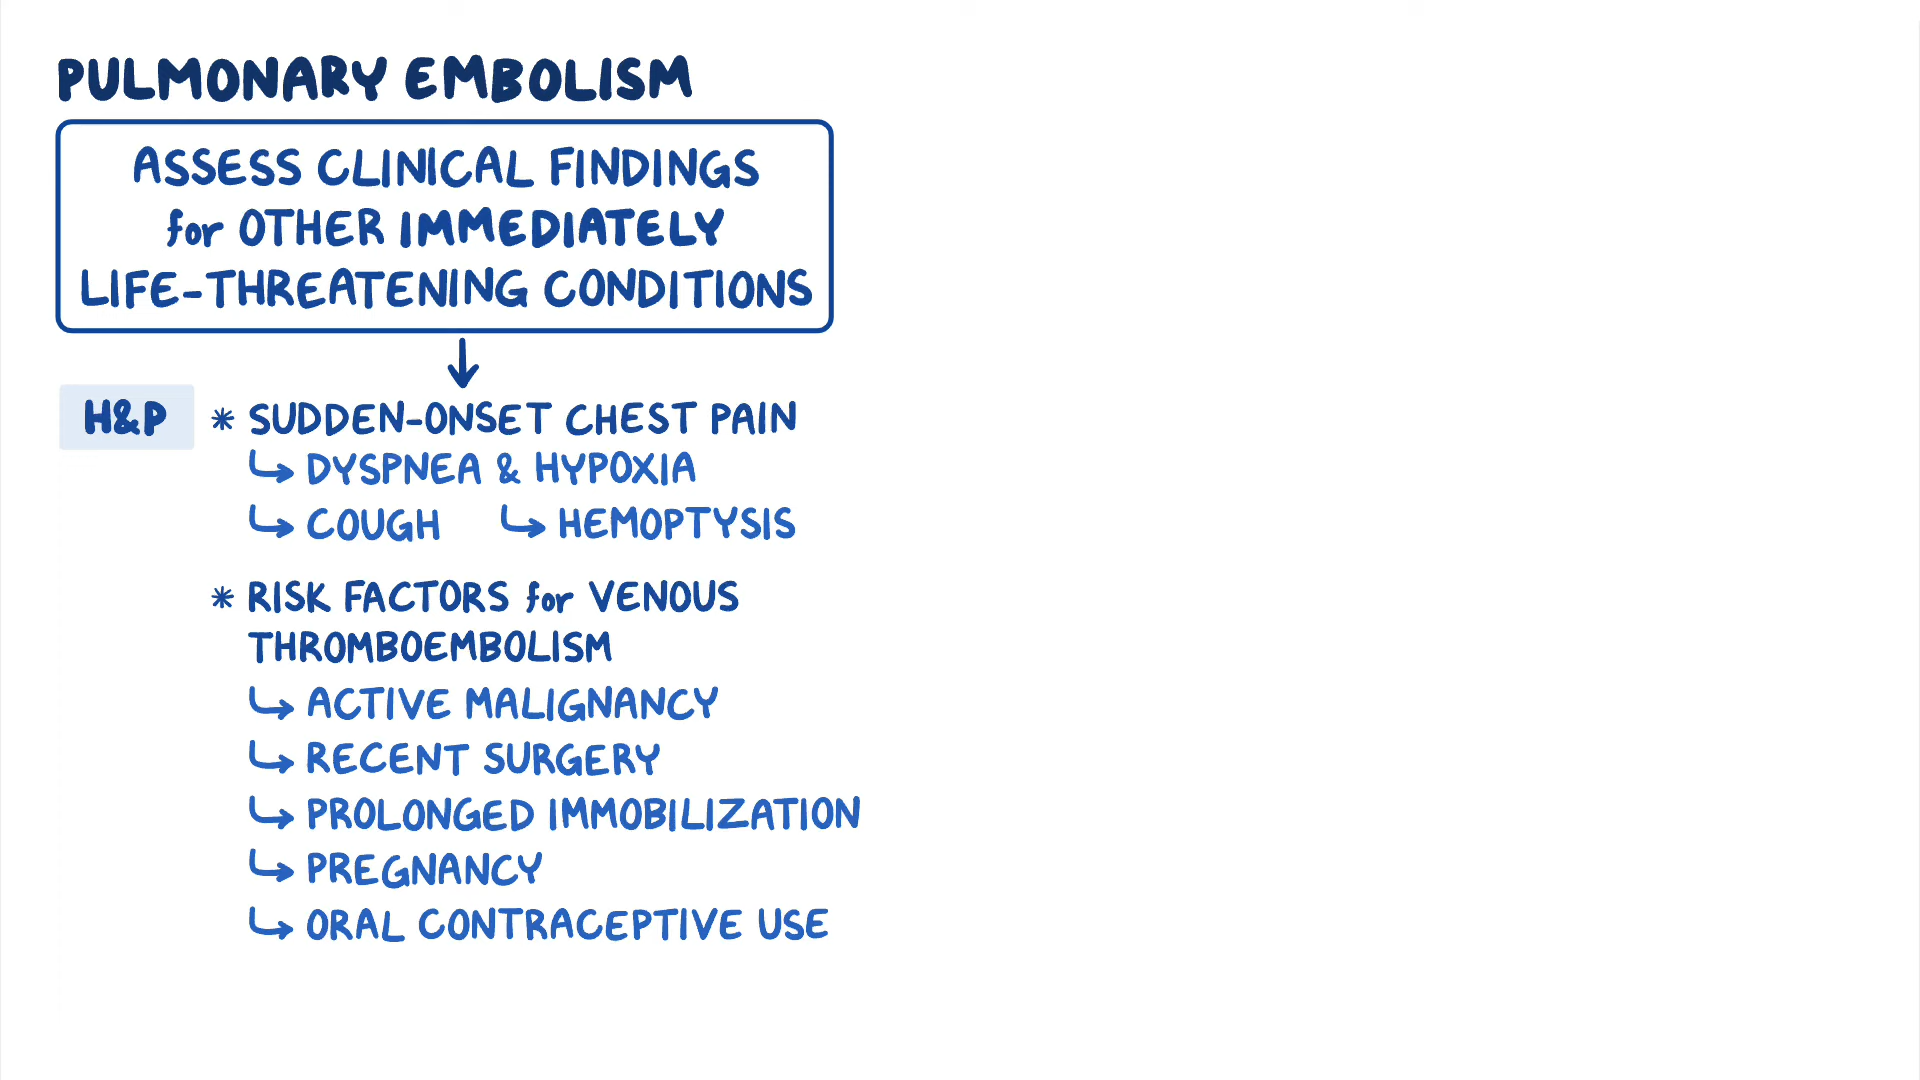 PULMONARY EMBOLISM
ASSESS CLINICAL FINDINGS
for OTHER IMMEDIATELY
LIFE-THREATENING CONDITIONS
H&P * SUDDEN-ONSET CHEST PAIN
↳ DYSPNEA & HYPOXIA
↳ COUGH ↳ HEMOPTYSIS
* RISK FACTORS for VENOUS
THROMBOEMBOLISM
↳ ACTIVE MALIGNANCY
↳ RECENT SURGERY
↳ PROLONGED IMMOBILIZATION
↳ PREGNANCY
↳ ORAL CONTRACEPTIVE USE